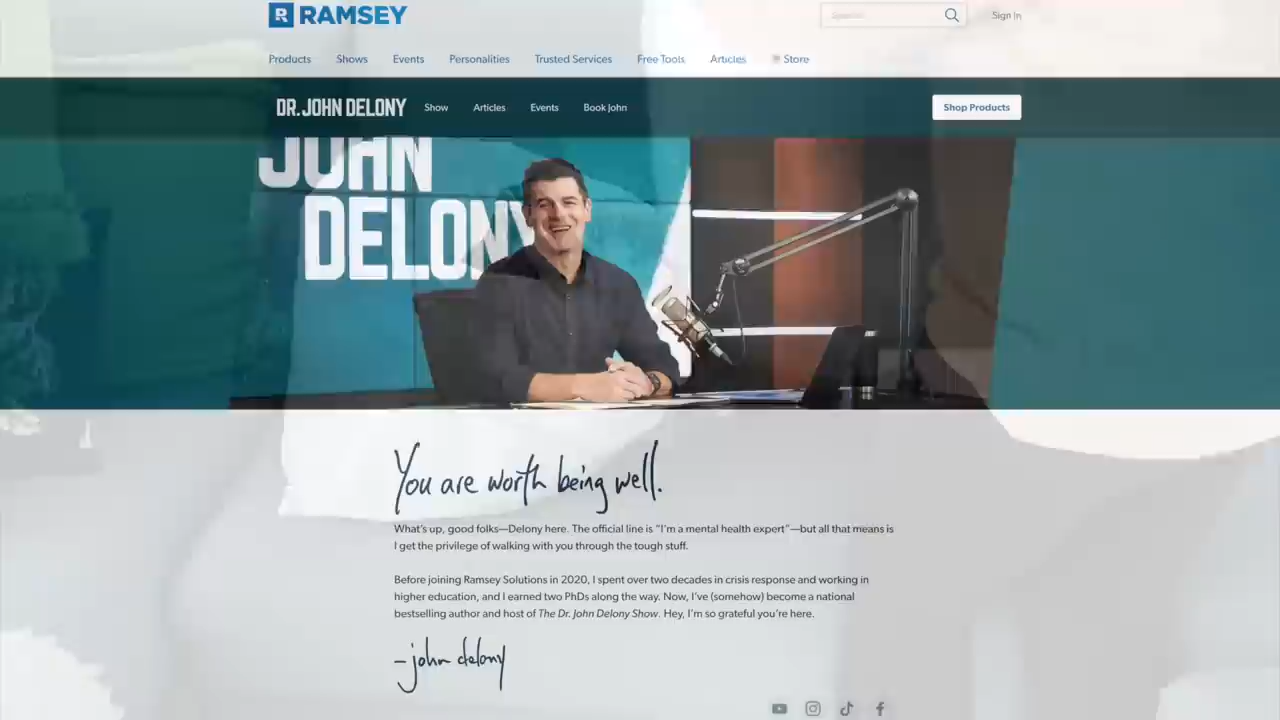 RAMSEY
Search
Sign In
Products Shows Events Personalities Trusted Services Free Tools Articles Store
DR. JOHN DELONY Show Articles Events Book John Shop Products
JOHN
DELONY
You are worth being well.
What's up, good folks—Delony here. The official line is "I'm a mental health expert"—but all that means is
I get the privilege of walking with you through the tough stuff.
Before joining Ramsey Solutions in 2020, I spent over two decades in crisis response and working in
higher education, and I earned two PhDs along the way. Now, I've (somehow) become a national
bestselling author and host of The Dr. John Delony Show. Hey, I'm so grateful you're here.
–john delony